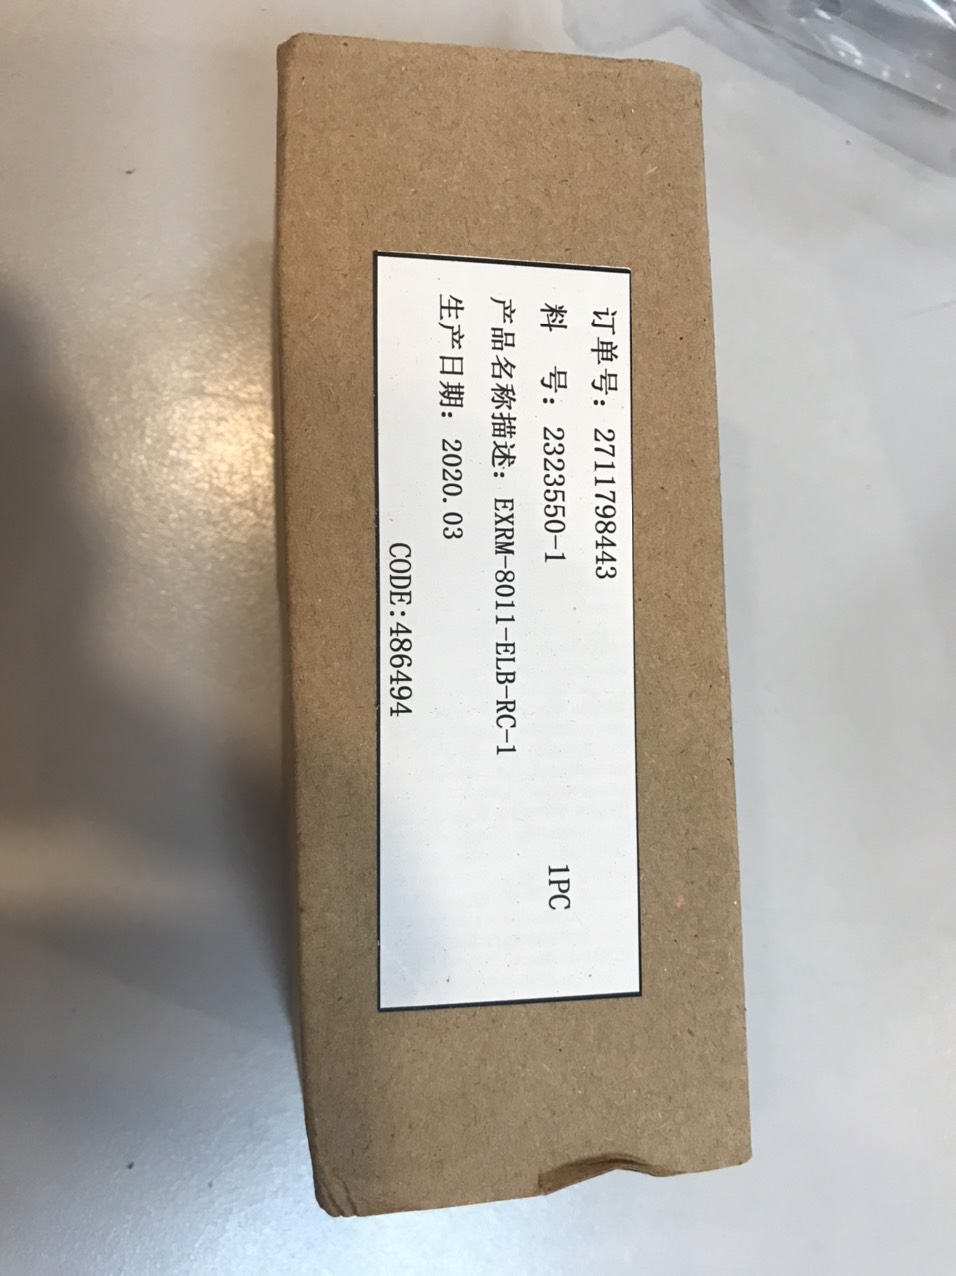 订单号: 2711798443
料 号: 2323550-1 1PC
产品名称描述: EXRM-8011-ELB-RC-1
生产日期: 2020.03
CODE:486494